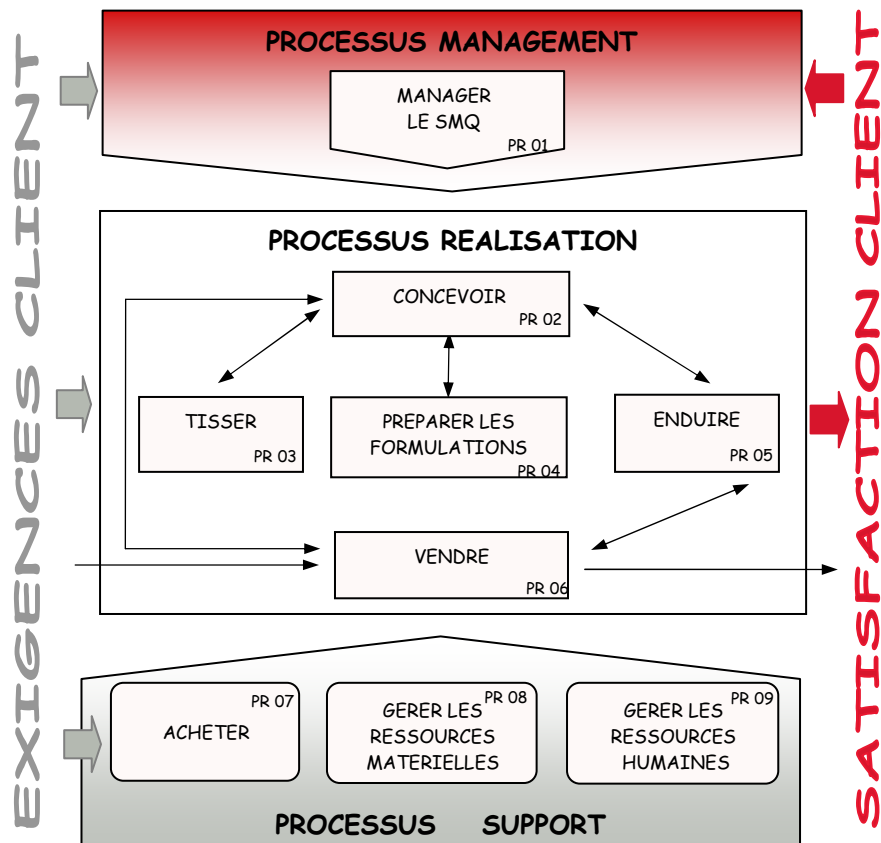 EXIGENCES CLIENT
PROCESSUS MANAGEMENT
MANAGER
LE SMQ
PR 01
PROCESSUS REALISATION
CONCEVOIR
PR 02
TISSER
PR 03
PREPARER LES
FORMULATIONS
PR 04
ENDUIRE
PR 05
VENDRE
PR 06
PR 07
ACHETER
PR 08
GERER LES
RESSOURCES
MATERIELLES
PR 09
GERER LES
RESSOURCES
HUMAINES
PROCESSUS SUPPORT
SATISFACTION CLIENT